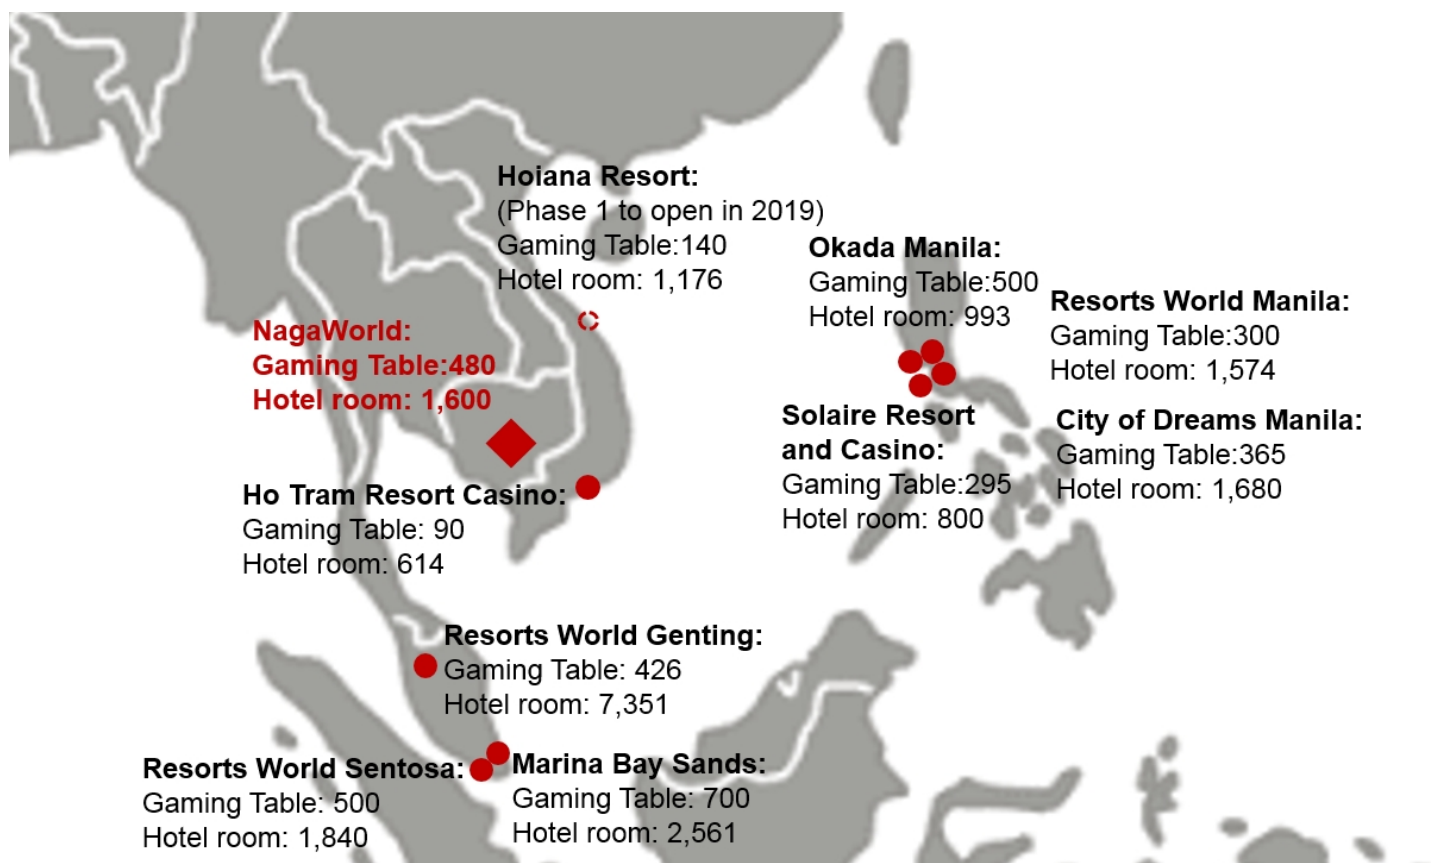 Hoiana Resort:
(Phase 1 to open in 2019)
Gaming Table:140
Hotel room: 1,176
Okada Manila:
Gaming Table:500
Hotel room: 993
Resorts World Manila:
Gaming Table:300
Hotel room: 1,574
NagaWorld:
Gaming Table:480
Hotel room: 1,600
Solaire Resort
and Casino:
Gaming Table:295
Hotel room: 800
City of Dreams Manila:
Gaming Table:365
Hotel room: 1,680
Ho Tram Resort Casino:
Gaming Table: 90
Hotel room: 614
Resorts World Genting:
Gaming Table: 426
Hotel room: 7,351
Resorts World Sentosa:
Gaming Table: 500
Hotel room: 1,840
Marina Bay Sands:
Gaming Table: 700
Hotel room: 2,561